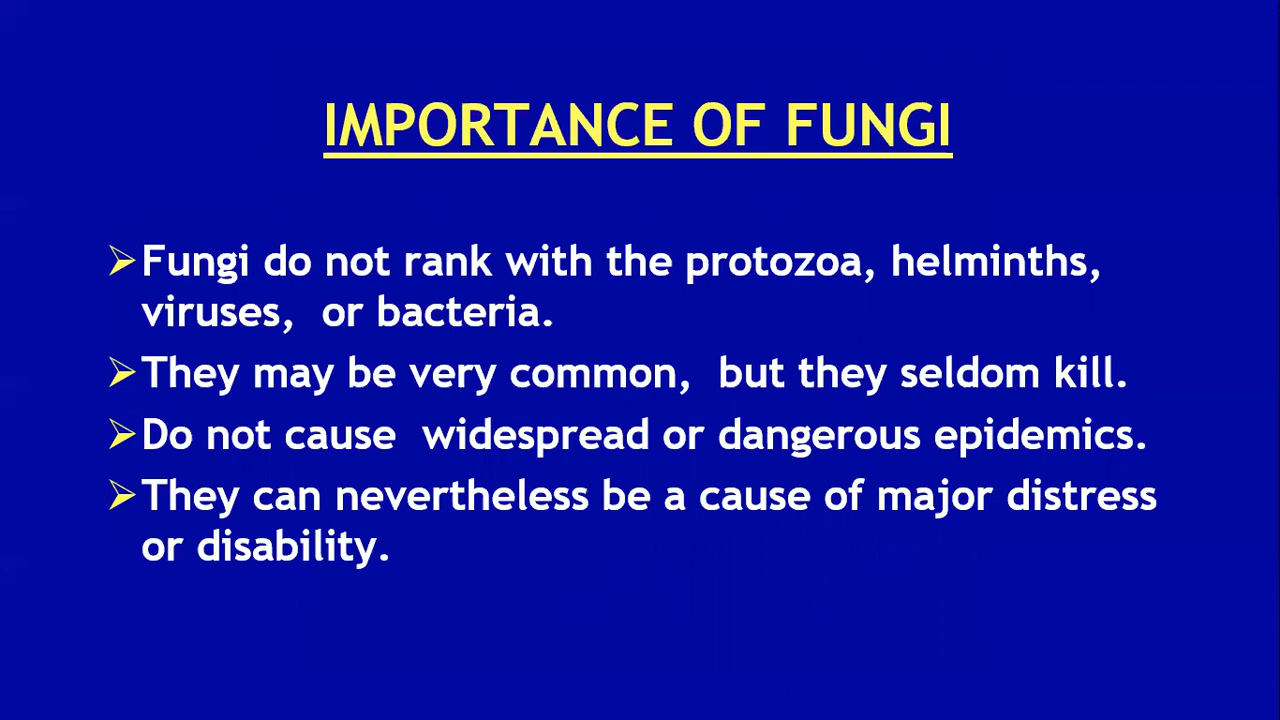 IMPORTANCE OF FUNGI
Fungi do not rank with the protozoa, helminths,
viruses,  or bacteria.
They may be very common,  but they seldom kill.
Do not cause  widespread or dangerous epidemics.
They can nevertheless be a cause of major distress
or disability.